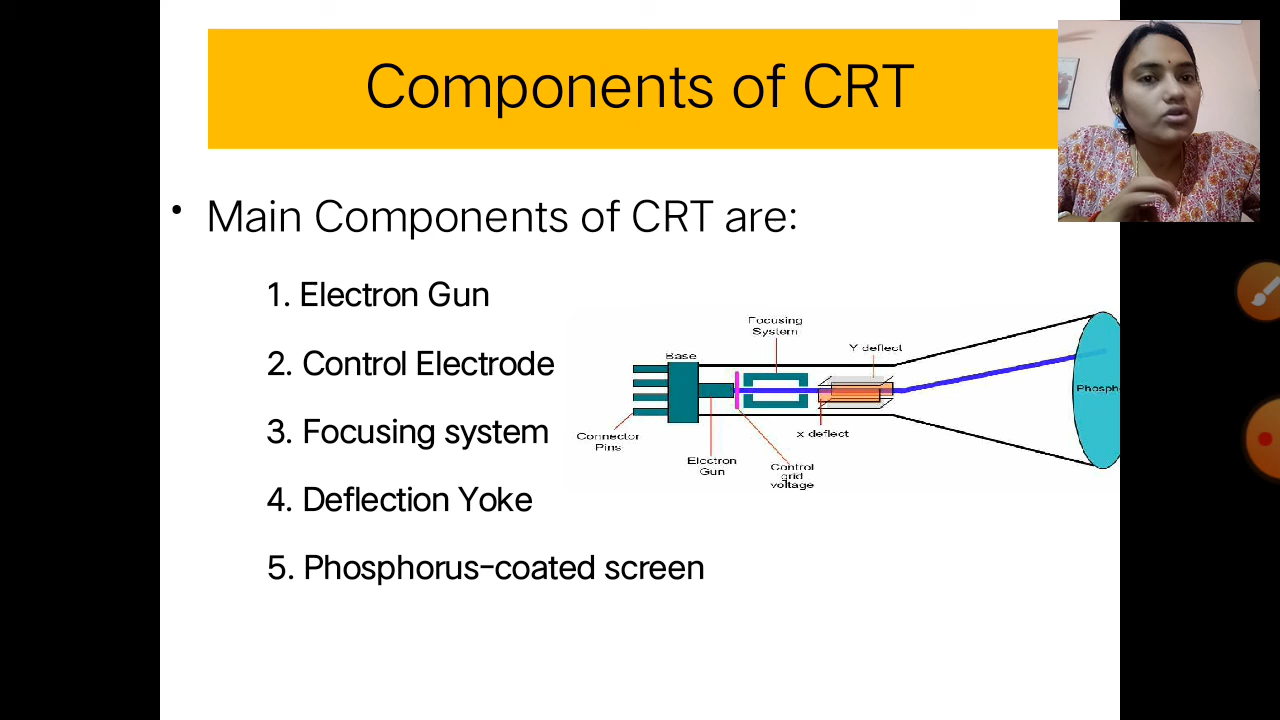 Components of CRT
• Main Components of CRT are:
1. Electron Gun
2. Control Electrode
3. Focusing system
4. Deflection Yoke
5. Phosphorus-coated screen
Focusing
System
Y deflect
Base
Phosph
x deflect
Connector
Pins
Electron
Gun
Control
grid
voltage